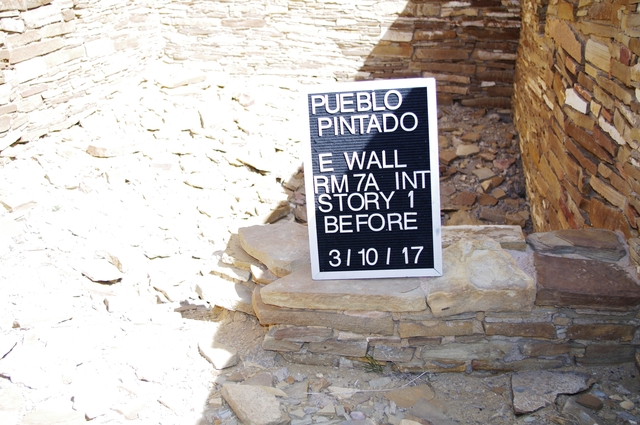 PUEBLO
PINTADO
E WALL
RM 7A INT
STORY 1
BEFORE
3/10/17